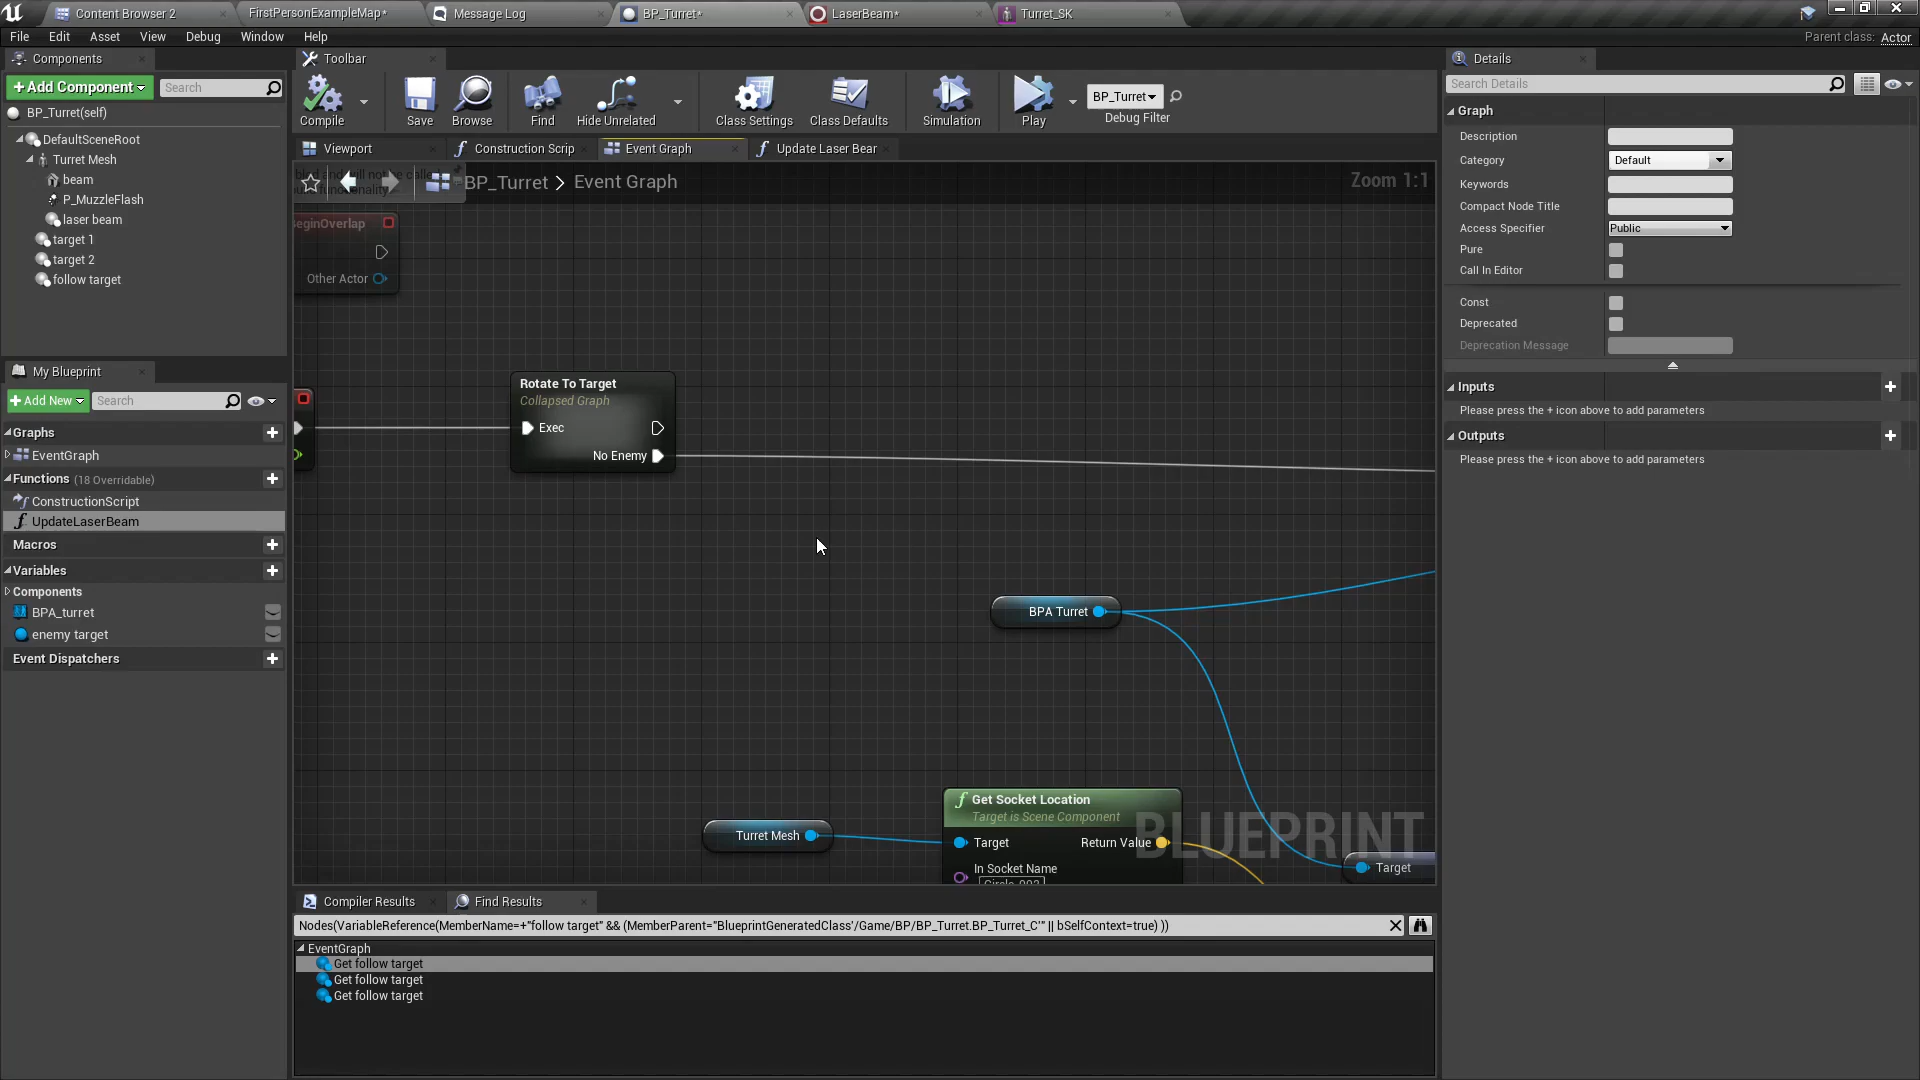 Content Browser 2
FirstPersonExampleMap*
Message Log
BP_Turret*
LaserBeam*
Turret_SK
File
Edit
Asset
View
Debug
Window
Help
Parent class:
Actor
Components
+Add Component
Search
BP_Turret(self)
DefaultSceneRoot
Turret Mesh
beam
P_MuzzleFlash
laser beam
target 1
target 2
follow target
My Blueprint
+Add New
Search
Graphs
EventGraph
Functions (18 Overridable)
ConstructionScript
UpdateLaserBeam
Macros
Variables
Components
BPA_turret
enemy target
Event Dispatchers
Toolbar
Compile
Save
Browse
Find
Hide Unrelated
Class Settings
Class Defaults
Simulation
Play
BP_Turret
Debug Filter
Viewport
Construction Scrip
Event Graph
Update Laser Bear
BP_Turret > Event Graph
Zoom 1:1
eginOverlap
Other Actor
Rotate To Target
Collapsed Graph
Exec
No Enemy
BPA Turret
Turret Mesh
Get Socket Location
Target is Scene Component
Target
Return Value
In Socket Name
BLUEPRINT
Target
Compiler Results
Find Results
Nodes(VariableReference(MemberName=+"follow target" && (MemberParent="BlueprintGeneratedClass'/Game/BP/BP_Turret.BP_Turret_C'" || bSelfContext=true) ))
EventGraph
Get follow target
Get follow target
Get follow target
Details
Search Details
Graph
Description
Category
Default
Keywords
Compact Node Title
Access Specifier
Public
Pure
Call In Editor
Const
Deprecated
Deprecation Message
Inputs
Please press the + icon above to add parameters
Outputs
Please press the + icon above to add parameters